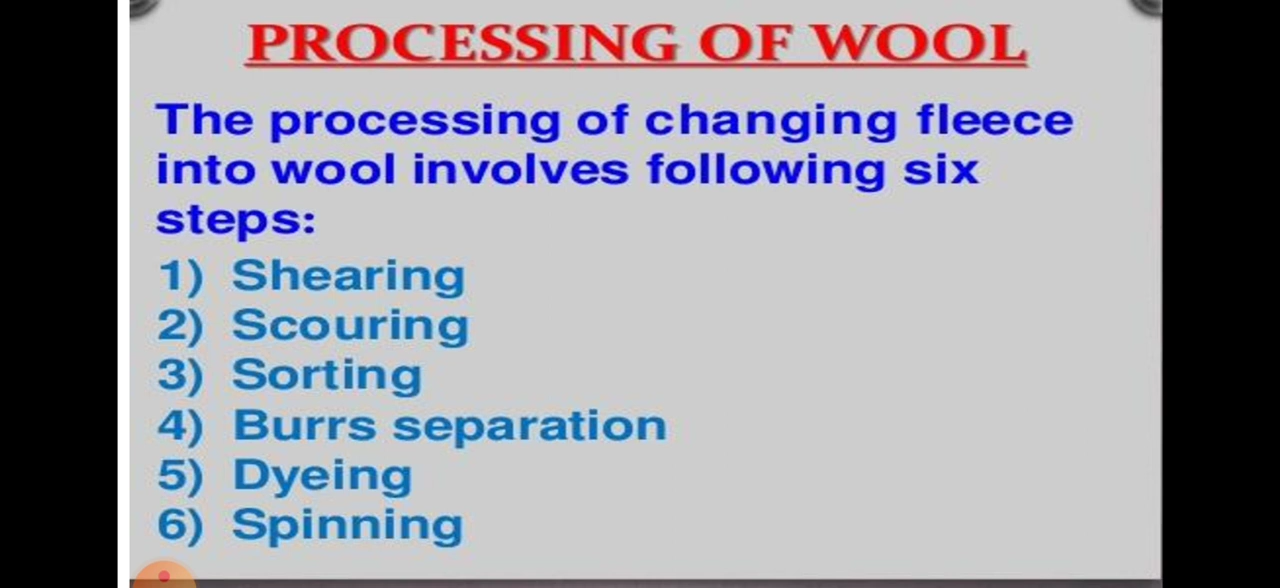 PROCESSING OF WOOL
The processing of changing fleece
into wool involves following six
steps:
1) Shearing
2) Scouring
3) Sorting
4) Burrs separation
5) Dyeing
6) Spinning